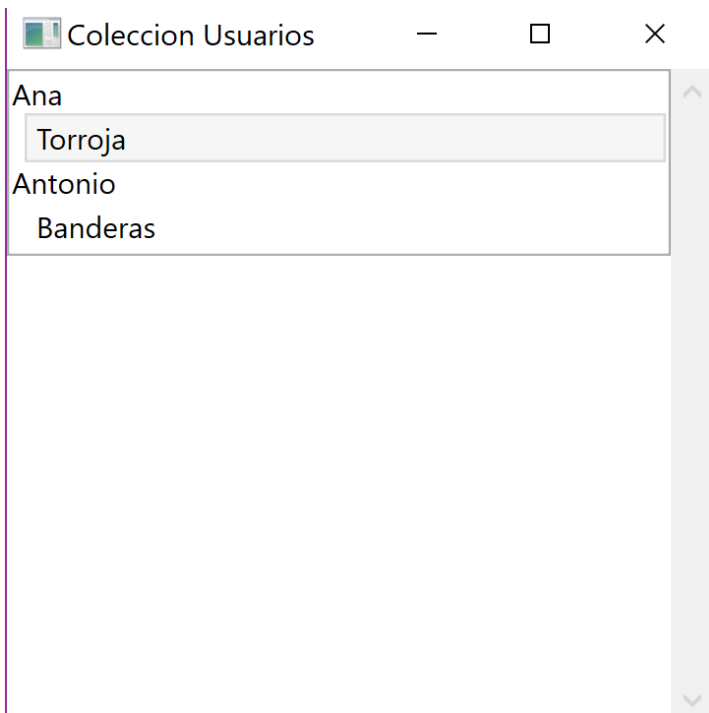 Coleccion Usuarios
Ana
Torroja
Antonio
Banderas